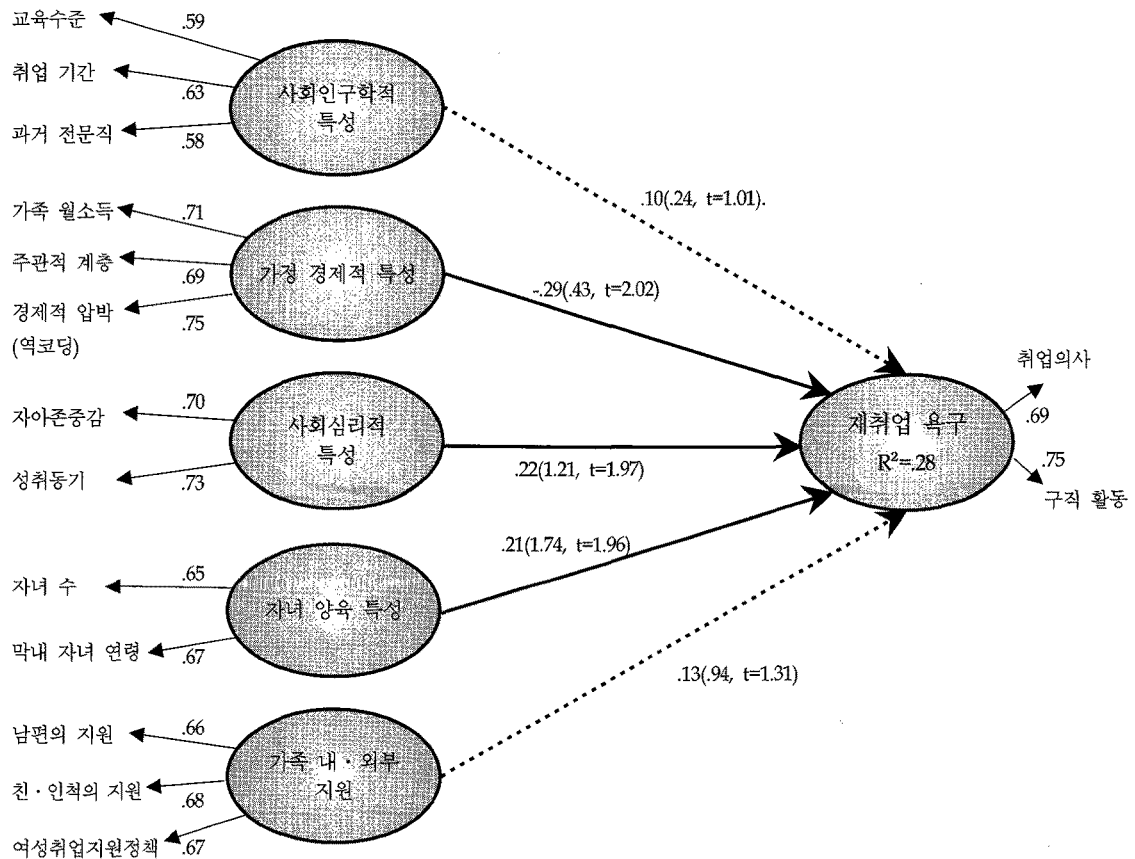 교육수준
.59
취업 기간
.63
과거 전문직
.58
사회인구학적
특성
.10(.24, t=1.01).
가족 월소득
.71
주관적 계층
.69
경제적 압박
(역코딩)
.75
가정 경제적 특성
-.29(.43, t=2.02)
자아존중감
.70
성취동기
.73
사회심리적
특성
.22(1.21, t=1.97)
재취업 욕구
R²=.28
취업의사
.69
.75
구직 활동
자녀 수
.65
막내 자녀 연령
.67
자녀 양육 특성
.21(1.74, t=1.96)
남편의 지원
.66
친·인척의 지원
.68
여성취업지원정책
.67
가족 내·외부
지원
.13(.94, t=1.31)